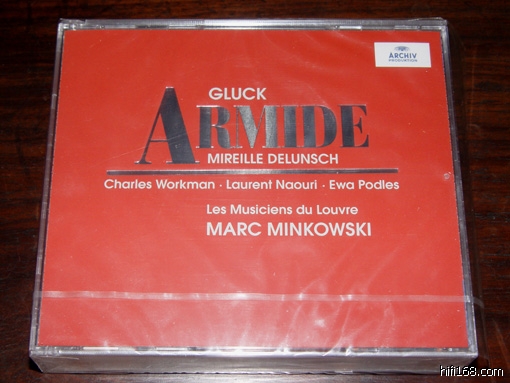 ARCHIV
PRODUKTION
GLUCK
ARMIDE
MIREILLE DELUNSCH
Charles Workman · Laurent Naouri · Ewa Podles
Les Musiciens du Louvre
MARC MINKOWSKI
hifi168.com